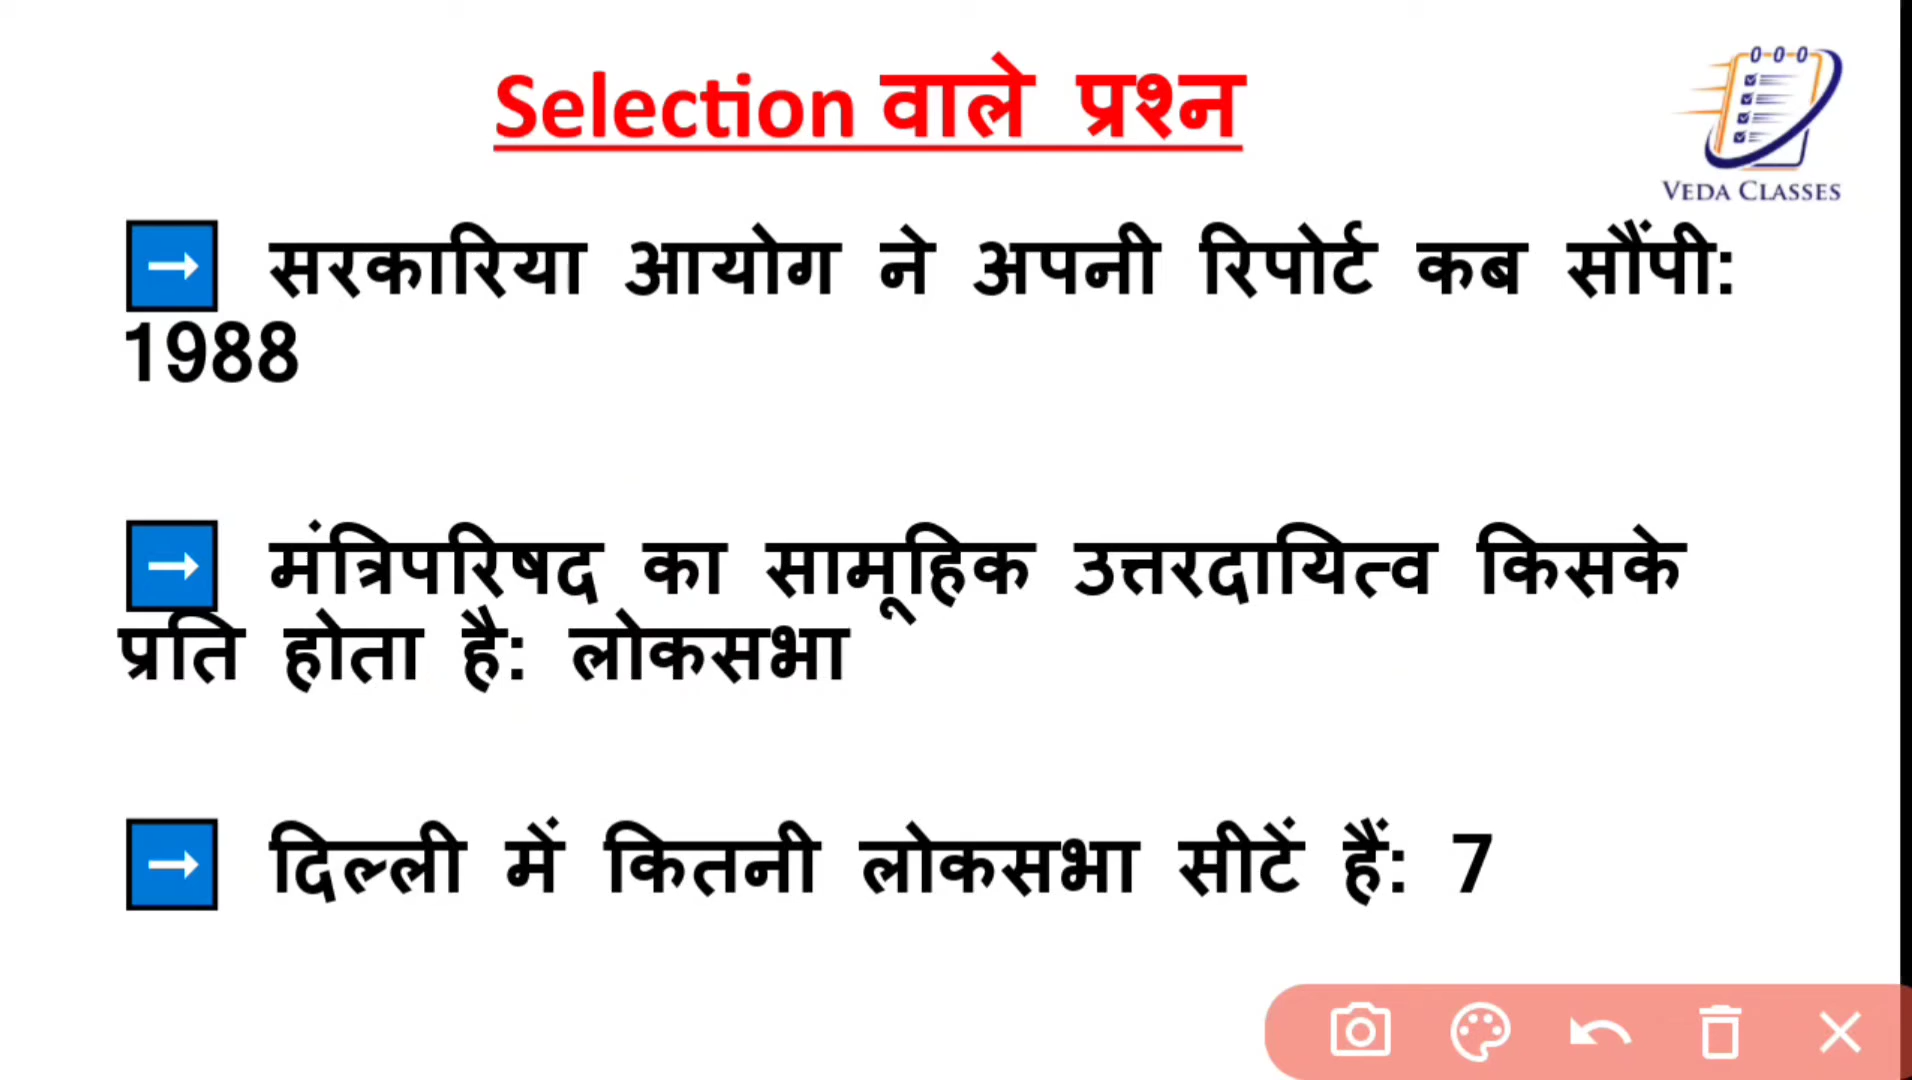 Selection वाले प्रश्न
VEDA CLASSES
सरकारिया आयोग ने अपनी रिपोर्ट कब सौंपी:
1988
मंत्रिपरिषद का सामूहिक उत्तरदायित्व किसके
प्रति होता है: लोकसभा
दिल्ली में कितनी लोकसभा सीटें हैं: 7